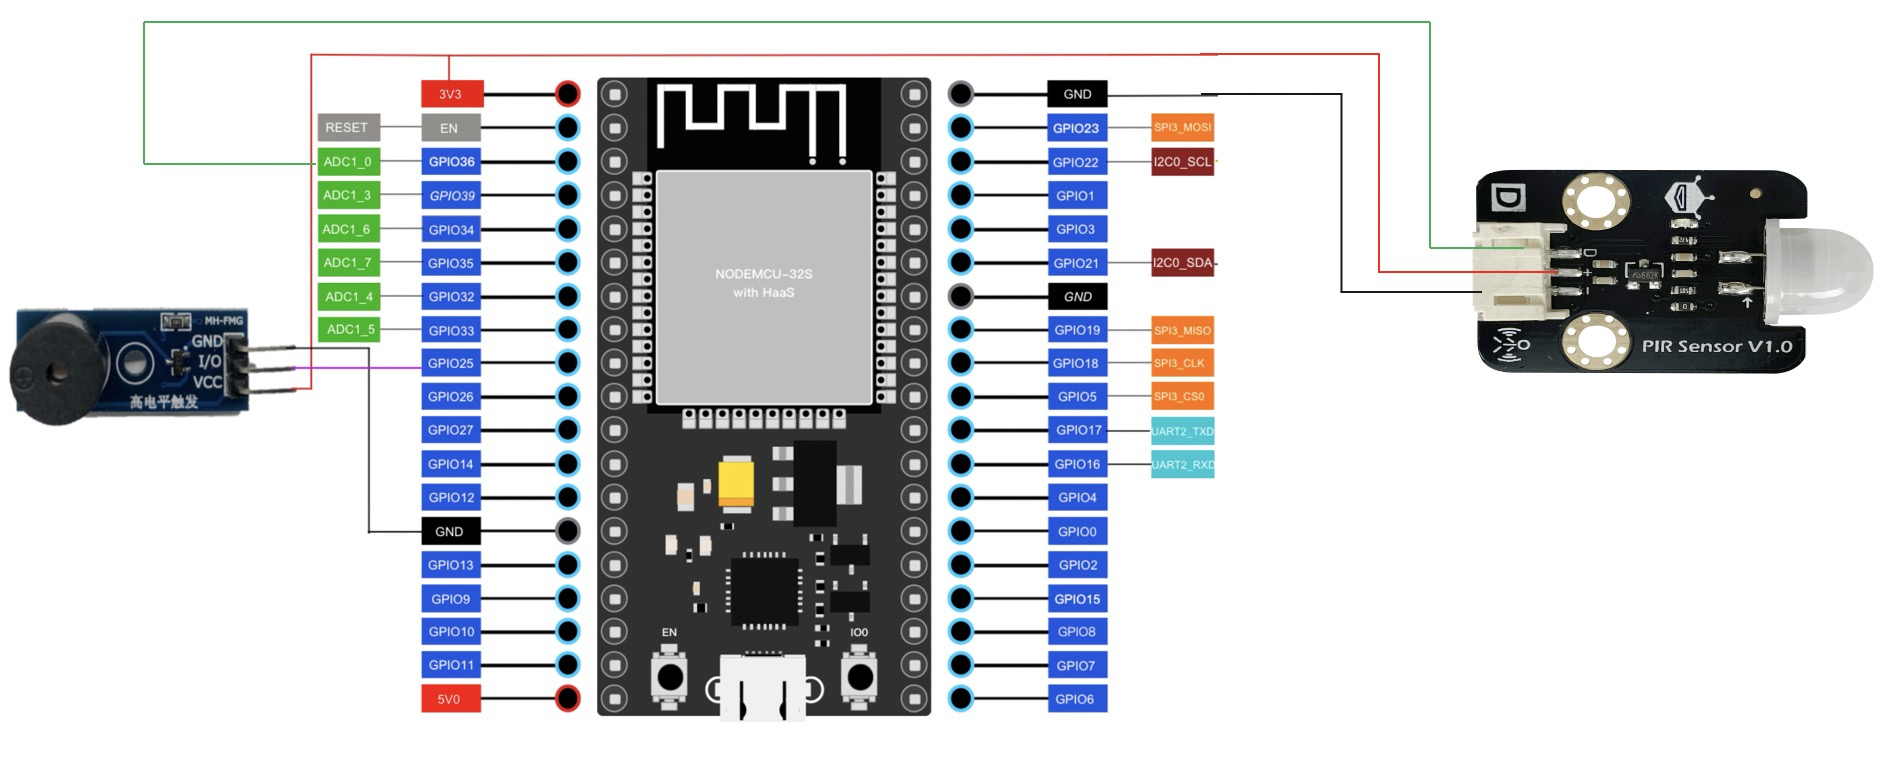 3V3
RESET EN
ADC1_0 GPIO36
ADC1_3 GPIO39
ADC1_6 GPIO34
ADC1_7 GPIO35
ADC1_4 GPIO32
ADC1_5 GPIO33
GPIO25
GPIO26
GPIO27
GPIO14
GPIO12
GND
GPIO13
GPIO9
GPIO10
GPIO11
5V0
MH-FMG
GND
I/O
VCC
高电平触发
NODEMCU-32S
with HaaS
EN
IO0
GND
GPIO23 SPI3_MOSI
GPIO22 I2C0_SCL
GPIO1
GPIO3
GPIO21 I2C0_SDA
GND
GPIO19 SPI3_MISO
GPIO18 SPI3_CLK
GPIO5 SPI3_CS0
GPIO17 UART2_TXD
GPIO16 UART2_RXD
GPIO4
GPIO0
GPIO2
GPIO15
GPIO8
GPIO7
GPIO6
D
D
+
-
PIR Sensor V1.0